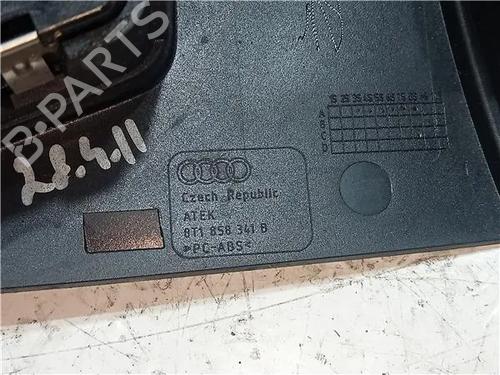 B-PARTS
28.4.11
Czech Republic
ATEK
8T1 858 341 B
>PC-ABS<
A
B
C
D